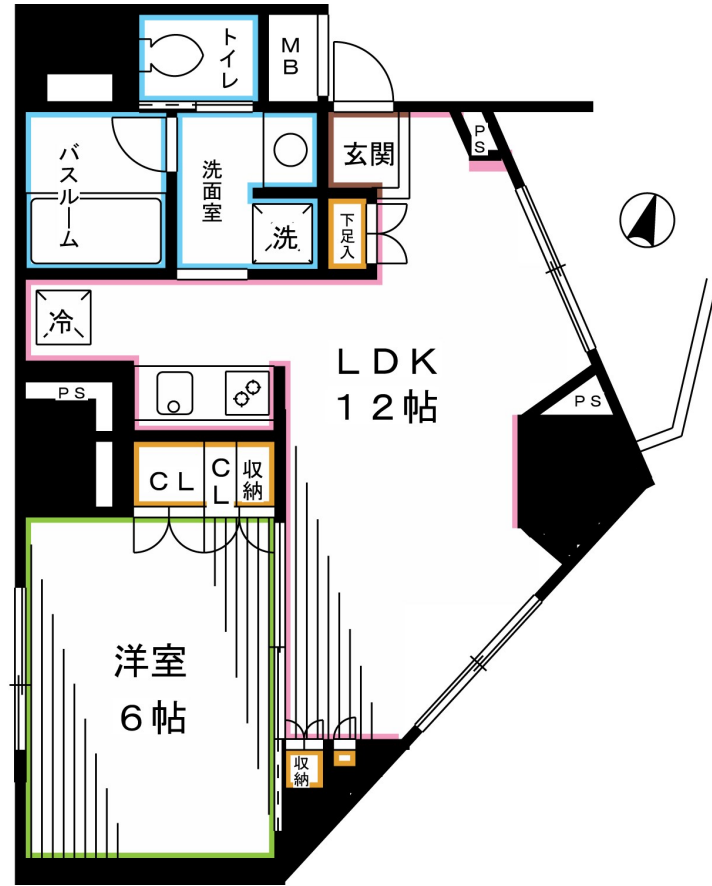 トイレ
MB
PS
玄関
バスルーム
洗面室
下足入
洗
冷
LDK
12帖
PS
PS
CL
CL
収納
洋室
6帖
収納